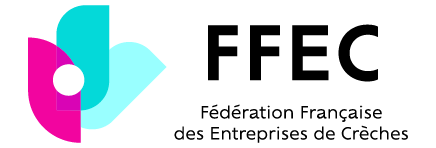 FFEC
Fédération Française
des Entreprises de Crèches